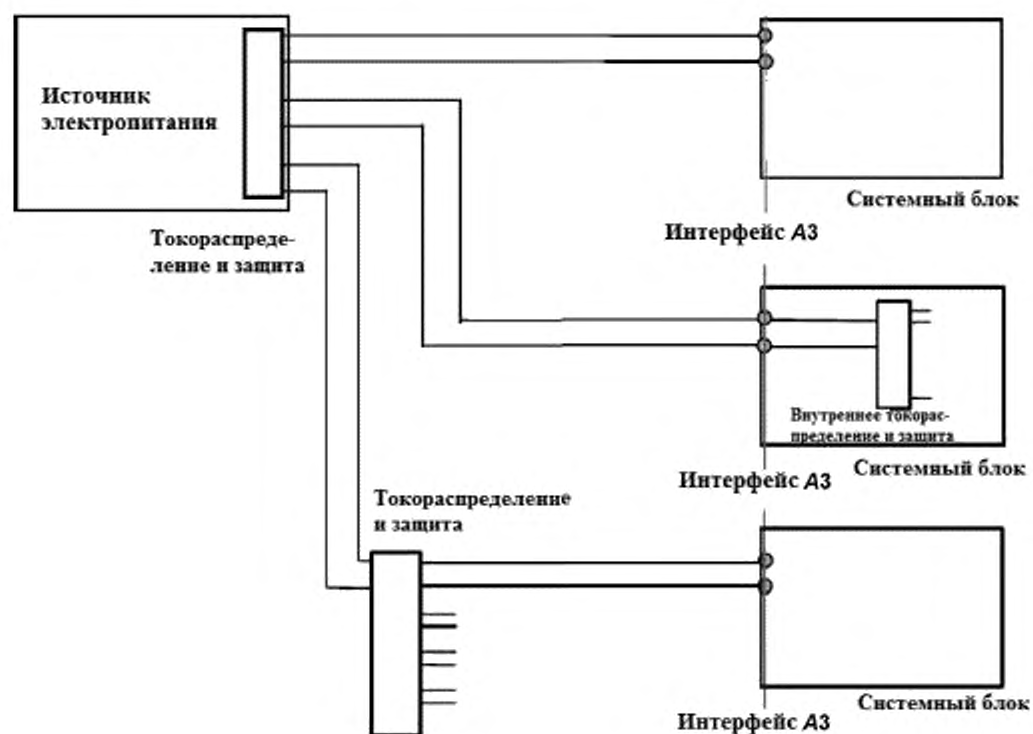 Источник
электропитания
Токораспреде-
ление и защита
Системный блок
Интерфейс А3
Внутреннее токорас-
пределение и защита
Системный блок
Интерфейс А3
Токораспределение
и защита
Системный блок
Интерфейс А3